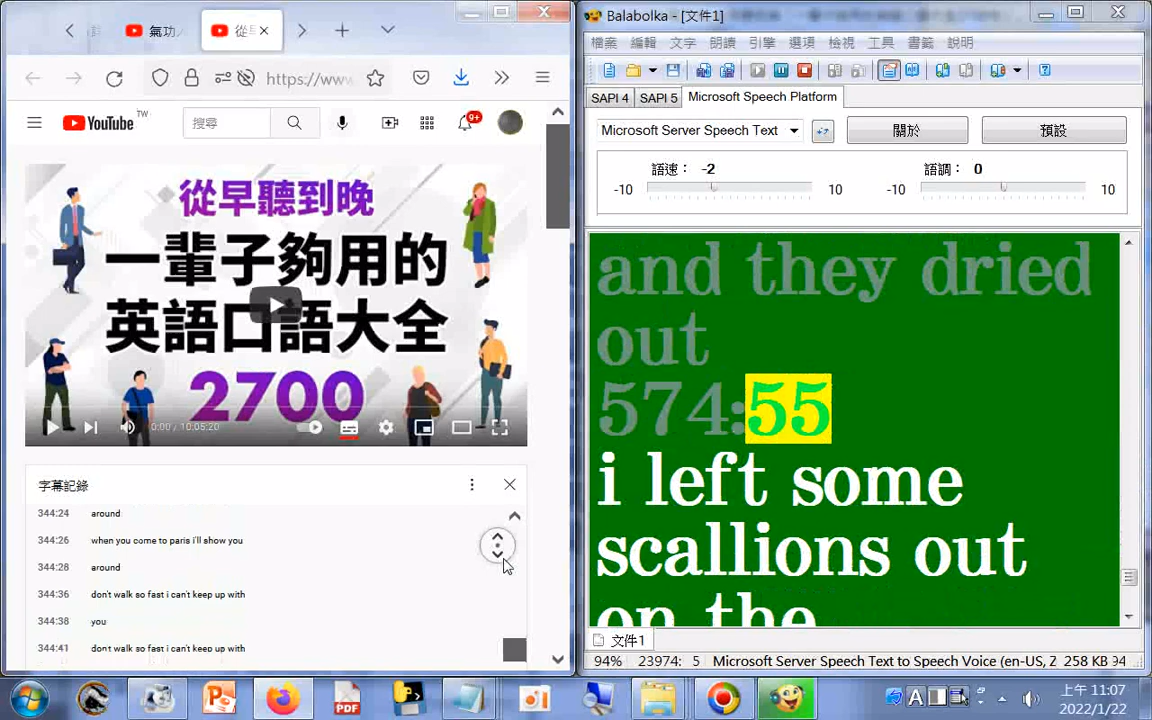 氣功
從
https://www
YouTube TW
搜尋
9+
從早聽到晚
一輩子夠用的
英語口語大全
2700
0:00 / 10:05:20
字幕記錄
344:24 around
344:26 when you come to paris i'll show you
344:28 around
344:36 don't walk so fast i can't keep up with
344:38 you
344:41 don't walk so fast i can't keep up with
Balabolka - [文件1]
檔案 編輯 文字 朗讀 引擎 選項 檢視 工具 書籤 說明
SAPI 4 SAPI 5 Microsoft Speech Platform
Microsoft Server Speech Text
關於
預設
語速： -2
-10 10
語調： 0
-10 10
and they dried
out
574:55
i left some
scallions out
on the
文件1
94% 23974: 5 Microsoft Server Speech Text to Speech Voice (en-US, Z 258 KB 94
PDF
A
上午 11:07
2022/1/22